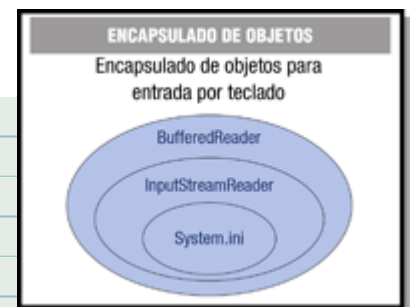 ENCAPSULADO DE OBJETOS
Encapsulado de objetos para
entrada por teclado
BufferedReader
InputStreamReader
System.ini